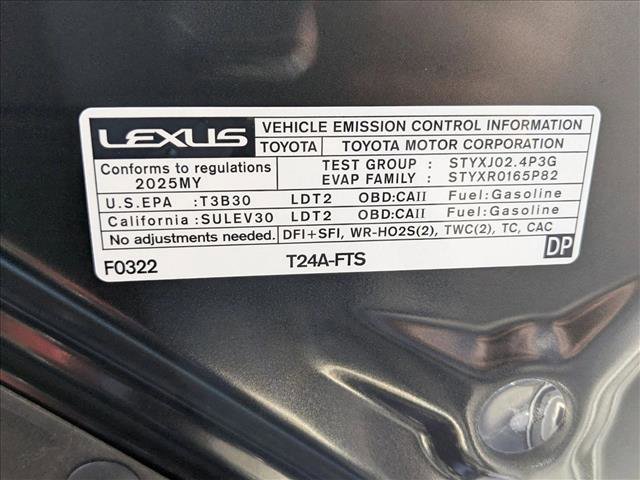 LEXUS VEHICLE EMISSION CONTROL INFORMATION
TOYOTA TOYOTA MOTOR CORPORATION
Conforms to regulations TEST GROUP : STYXJ02.4P3G
2025MY EVAP FAMILY : STYXR0165P82
U.S.EPA :T3B30 LDT2 OBD:CAII Fuel:Gasoline
California:SULEV30 LDT2 OBD:CAII Fuel:Gasoline
No adjustments needed. DFI+SFI, WR-HO2S(2), TWC(2), TC, CAC
F0322 T24A-FTS DP